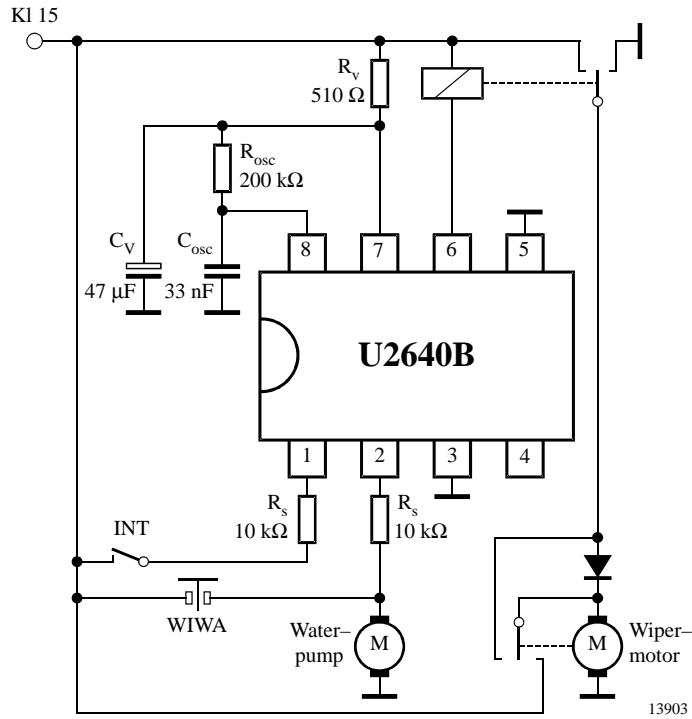 Kl 15
Rv
510 Ω
Rosc
200 kΩ
CV
47 µF
Cosc
33 nF
8
7
6
5
U2640B
1
2
3
4
Rs
10 kΩ
Rs
10 kΩ
INT
WIWA
Water–
pump
M
M
Wiper–
motor
13903